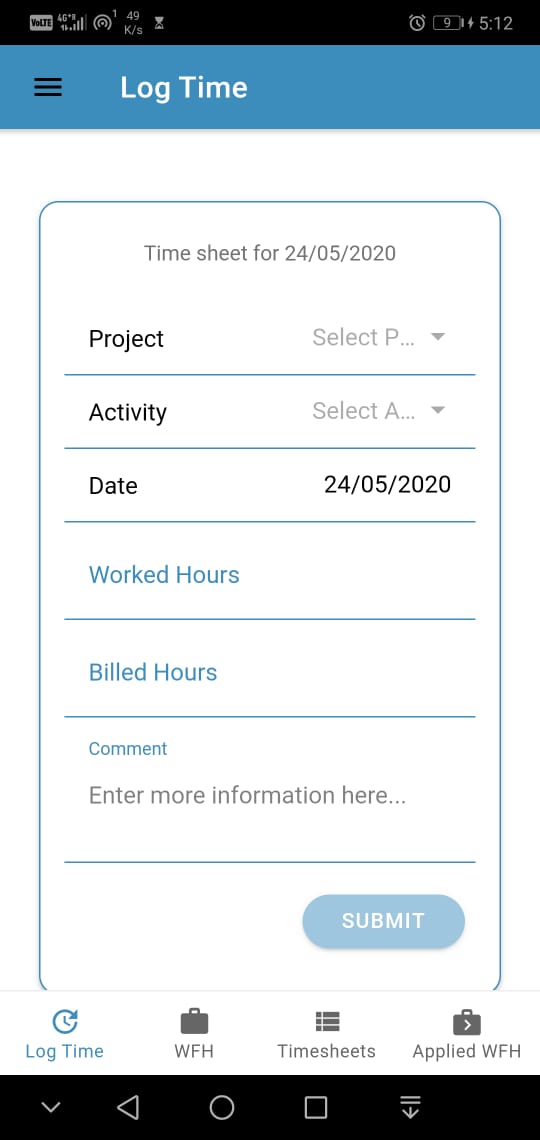 VoLTE 4G+R 1 49 K/s 9 5:12
Log Time
Time sheet for 24/05/2020
Project Select P...
Activity Select A...
Date 24/05/2020
Worked Hours
Billed Hours
Comment
Enter more information here...
SUBMIT
Log Time WFH Timesheets Applied WFH